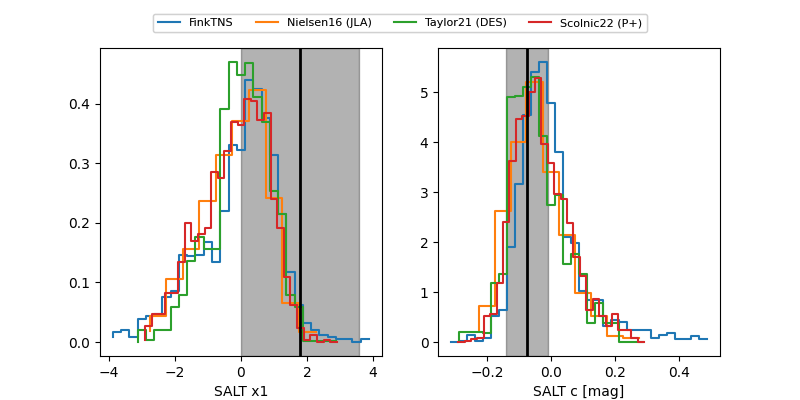 FinkTNS Nielsen16 (JLA) Taylor21 (DES) Scolnic22 (P+)
0.4
0.3
0.2
0.1
0.0
−4 −2 0 2 4
SALT x1
5
4
3
2
1
0
−0.2 0.0 0.2 0.4
SALT c [mag]